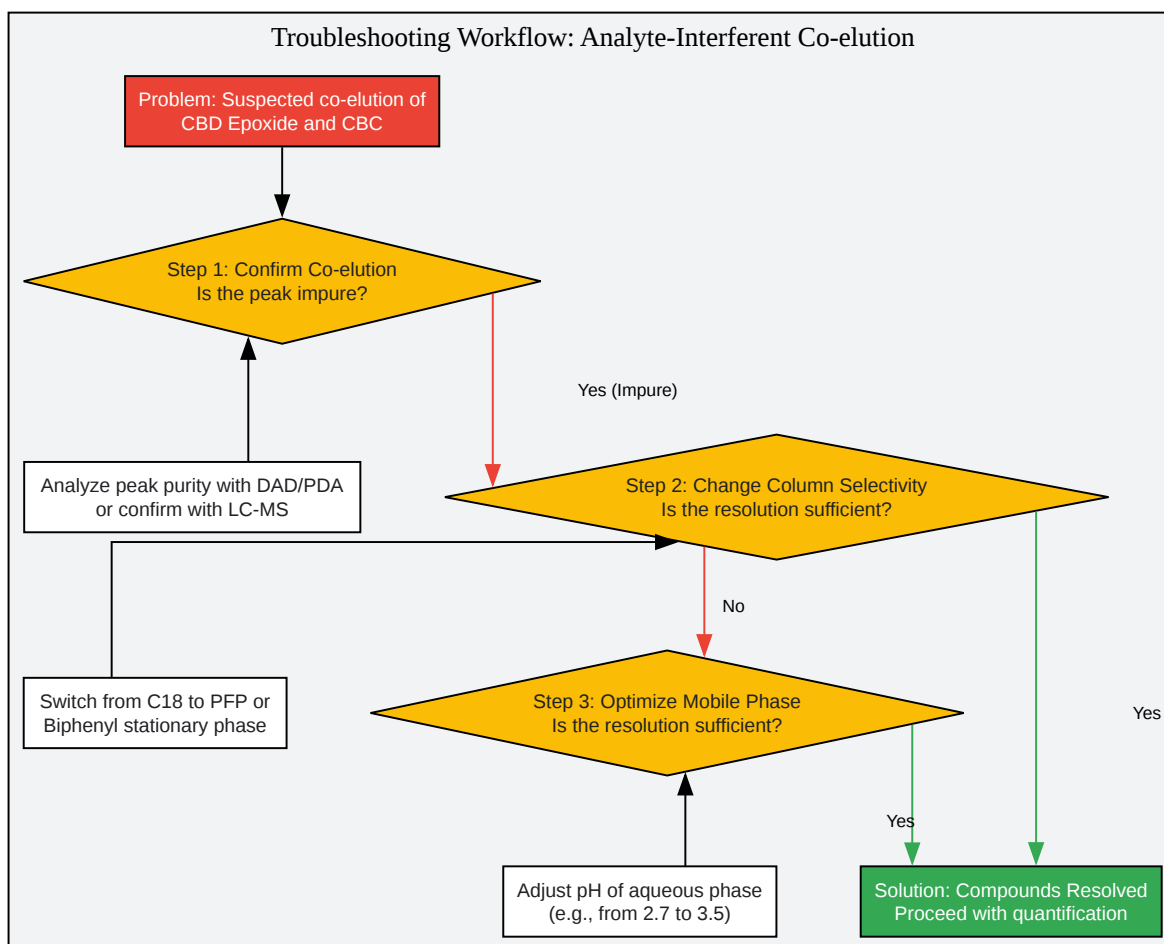 Troubleshooting Workflow: Analyte-Interferent Co-elution
Problem: Suspected co-elution of
CBD Epoxide and CBC
Step 1: Confirm Co-elution
Is the peak impure?
Yes (Impure)
Analyze peak purity with DAD/PDA
or confirm with LC-MS
Step 2: Change Column Selectivity
Is the resolution sufficient?
No
Switch from C18 to PFP or
Biphenyl stationary phase
Step 3: Optimize Mobile Phase
Is the resolution sufficient?
Yes
Yes
Adjust pH of aqueous phase
(e.g., from 2.7 to 3.5)
Solution: Compounds Resolved
Proceed with quantification